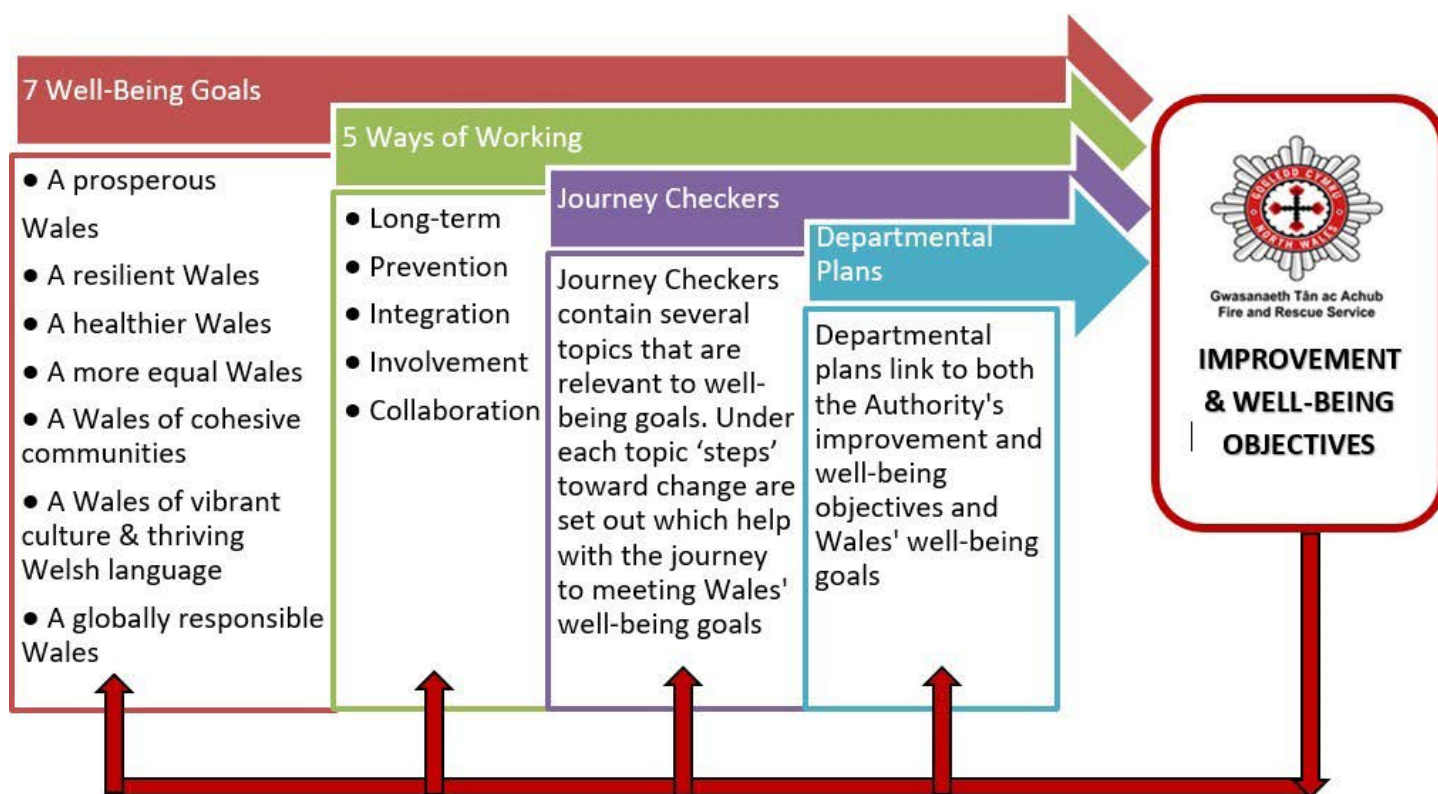 7 Well-Being Goals
● A prosperous
Wales
● A resilient Wales
● A healthier Wales
● A more equal Wales
● A Wales of cohesive
communities
● A Wales of vibrant
culture & thriving
Welsh language
● A globally responsible
Wales
5 Ways of Working
● Long-term
● Prevention
● Integration
● Involvement
● Collaboration
Journey Checkers
Journey Checkers
contain several
topics that are
relevant to well-
being goals. Under
each topic ‘steps’
toward change are
set out which help
with the journey
to meeting Wales'
well-being goals
Departmental
Plans
Departmental
plans link to both
the Authority's
improvement and
well-being
objectives and
Wales' well-being
goals
GOGLEDD CYMRU
NORTH WALES
Gwasanaeth Tân ac Achub
Fire and Rescue Service
IMPROVEMENT
& WELL-BEING
OBJECTIVES